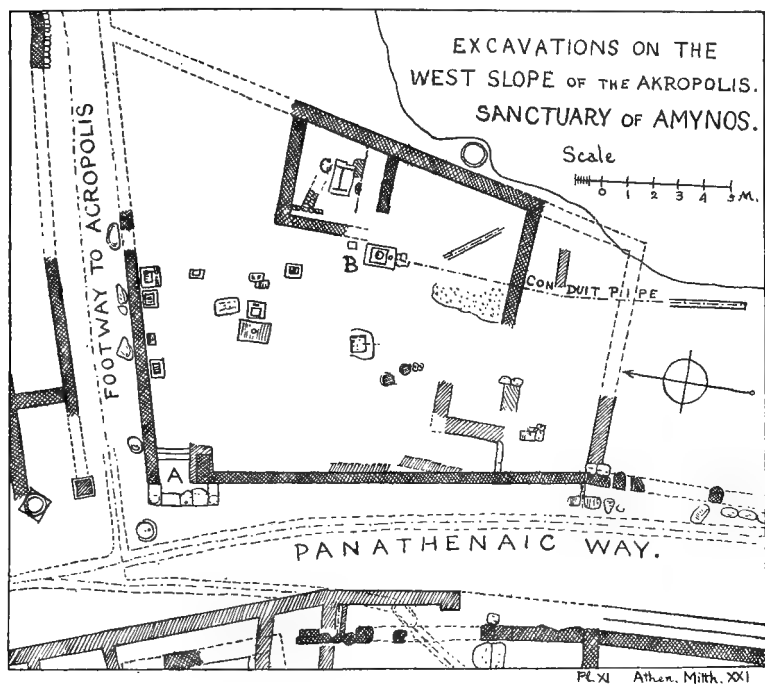 EXCAVATIONS ON THE
WEST SLOPE OF THE AKROPOLIS.
SANCTUARY OF AMYNOS.
Scale
0 1 2 3 4 5 M.
FOOTWAY TO ACROPOLIS
C
B
CONDUIT PIPE
A
PANATHENAIC WAY.
PL XI Athen. Mitth. XXI